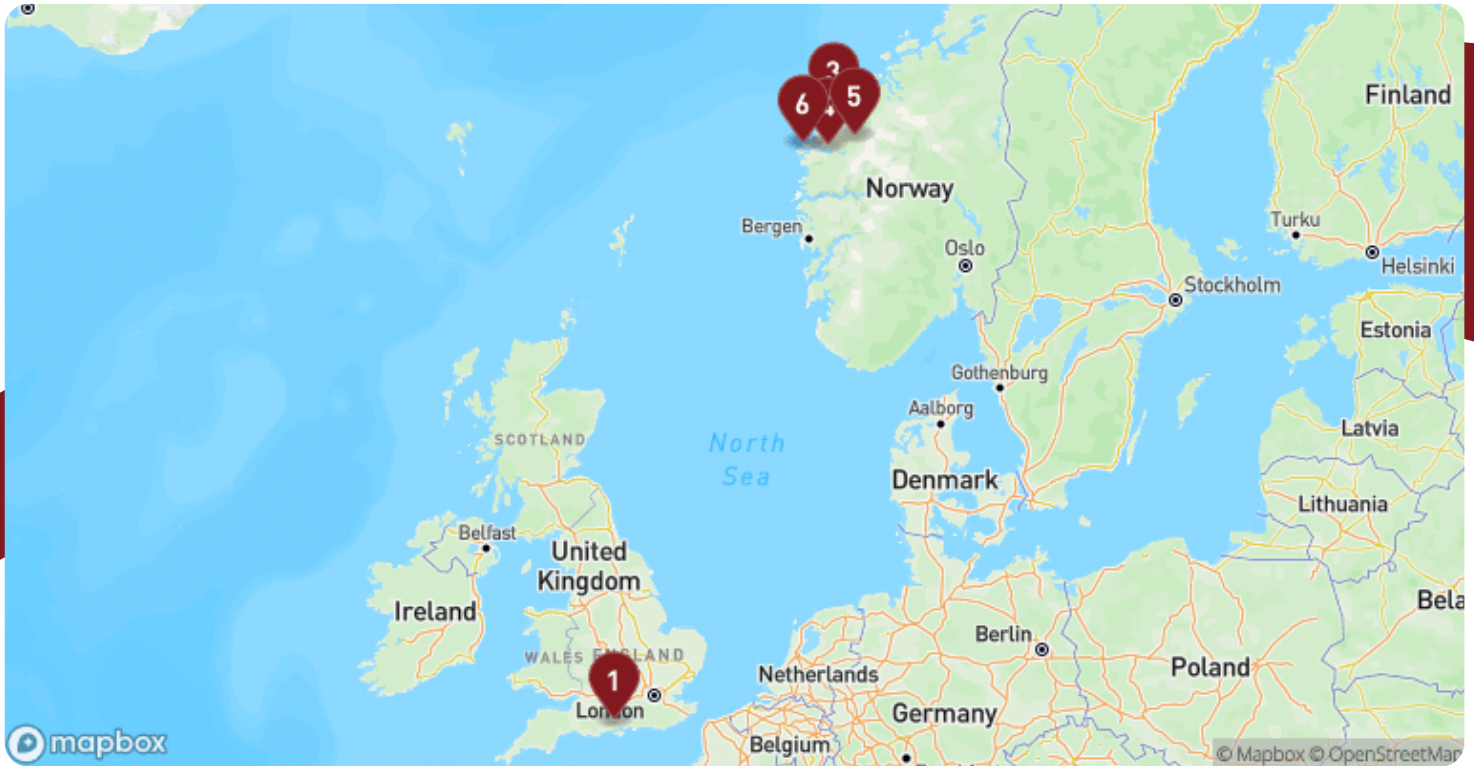 3
6
4
5
Finland
Norway
Bergen
Turku
Oslo
Helsinki
Stockholm
Estonia
Gothenburg
Aalborg
Latvia
SCOTLAND
North
Sea
Denmark
Lithuania
Belfast
United
Kingdom
Bela
Ireland
Berlin
WALES
ENGLAND
1
Netherlands
Poland
London
Germany
Belgium
mapbox
© Mapbox © OpenStreetMap